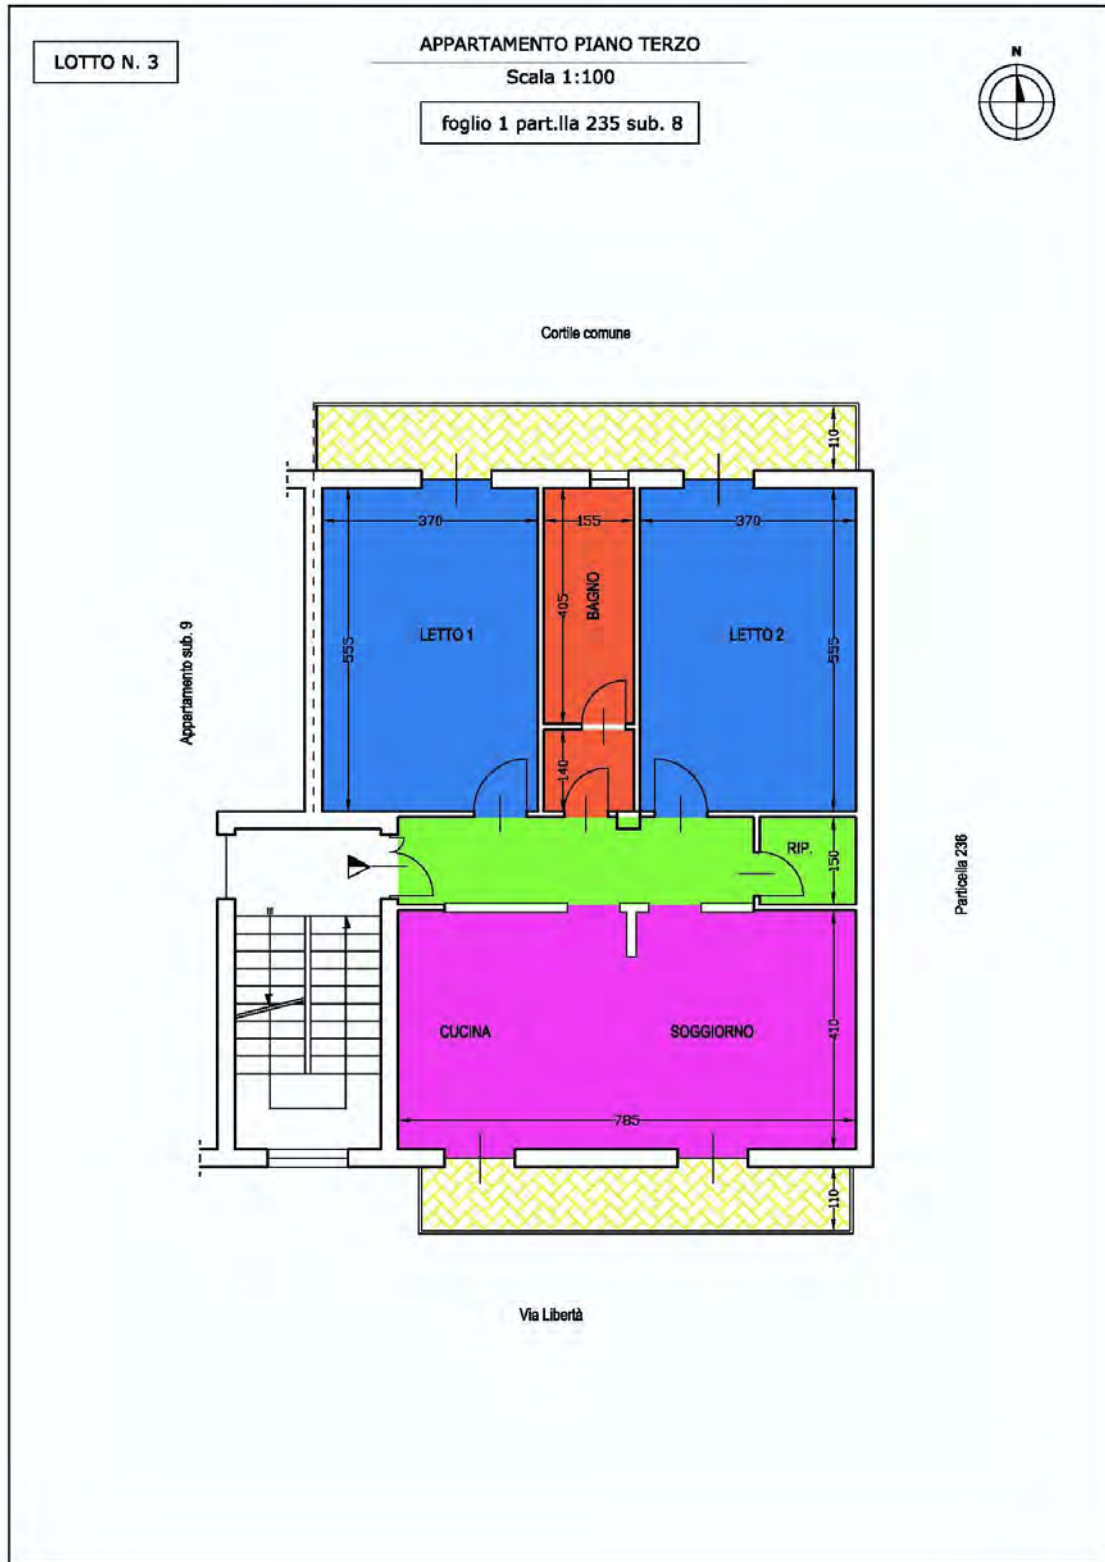 LOTTO N. 3
APPARTAMENTO PIANO TERZO
Scala 1:100
foglio 1 part.lla 235 sub. 8
N
Cortile comune
110
370
155
370
555
405
BAGNO
555
LETTO 1
LETTO 2
Appartamento sub. 9
140
RIP.
150
Particella 236
CUCINA
SOGGIORNO
410
785
110
Via Libertà